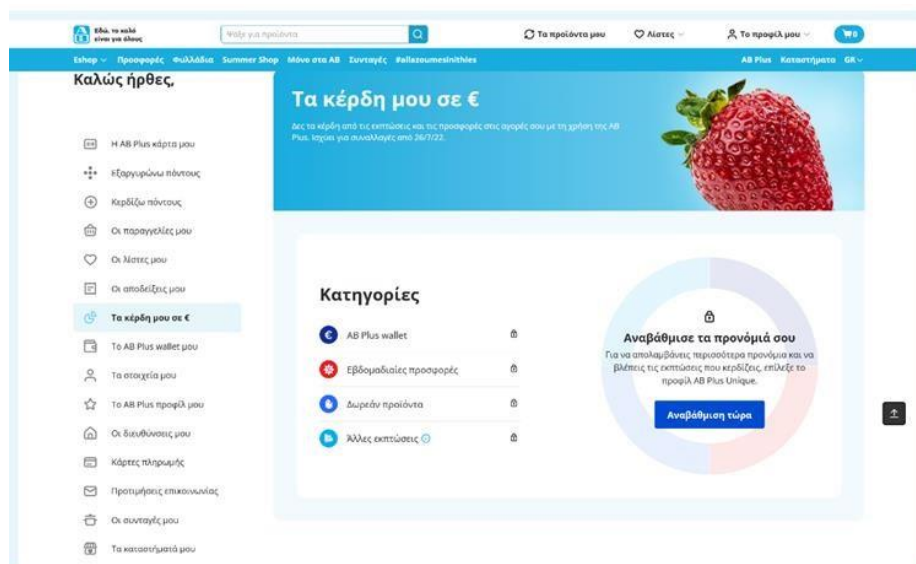 Εδώ, το καλό
είναι για όλους
Ψάξε για προϊόντα
Τα προϊόντα μου
Λίστες
Το προφίλ μου
0
Eshop
Προσφορές
Φυλλάδια
Summer Shop
Μόνο στα ΑΒ
Συνταγές
#allazoumesinithies
AB Plus
Καταστήματα
GR
Καλώς ήρθες,
Η AB Plus κάρτα μου
Εξαργυρώνω πόντους
Κερδίζω πόντους
Οι παραγγελίες μου
Οι λίστες μου
Οι αποδείξεις μου
Τα κέρδη μου σε €
Το AB Plus wallet μου
Τα στοιχεία μου
Το AB Plus προφίλ μου
Οι διευθύνσεις μου
Κάρτες πληρωμής
Προτιμήσεις επικοινωνίας
Οι συνταγές μου
Τα καταστήματά μου
Τα κέρδη μου σε €
Δες τα κέρδη από τις εκπτώσεις και τις προσφορές στις αγορές σου με τη χρήση της AB
Plus. Ισχύει για συναλλαγές από 26/7/22.
Κατηγορίες
AB Plus wallet
Εβδομαδιαίες προσφορές
Δωρεάν προϊόντα
Άλλες εκπτώσεις
Αναβάθμισε τα προνόμιά σου
Για να απολαμβάνεις περισσότερα προνόμια και να
βλέπεις τις εκπτώσεις που κερδίζεις, επίλεξε το
προφίλ AB Plus Unique.
Αναβάθμιση τώρα